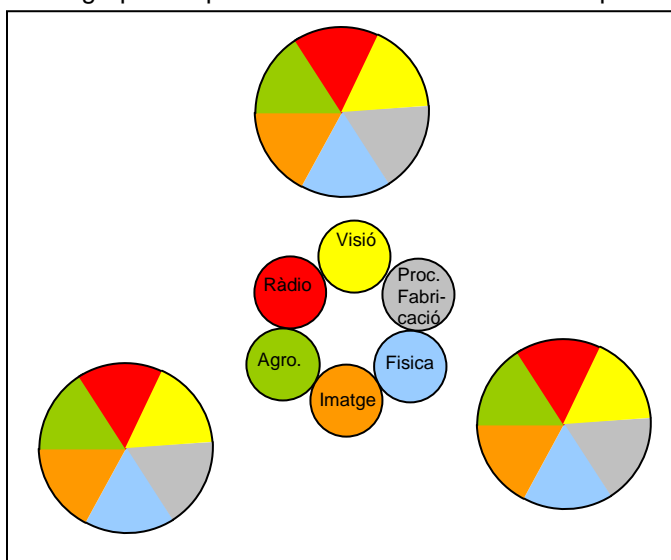 Visió
Ràdio
Proc.
Fabri-
cació
Agro.
Fisica
Imatge